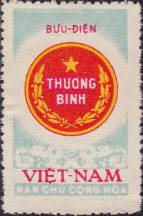 BƯU-ĐIỆN
THƯƠNG
BINH
VIỆT-NAM
DÂN CHỦ CỘNG HÒA